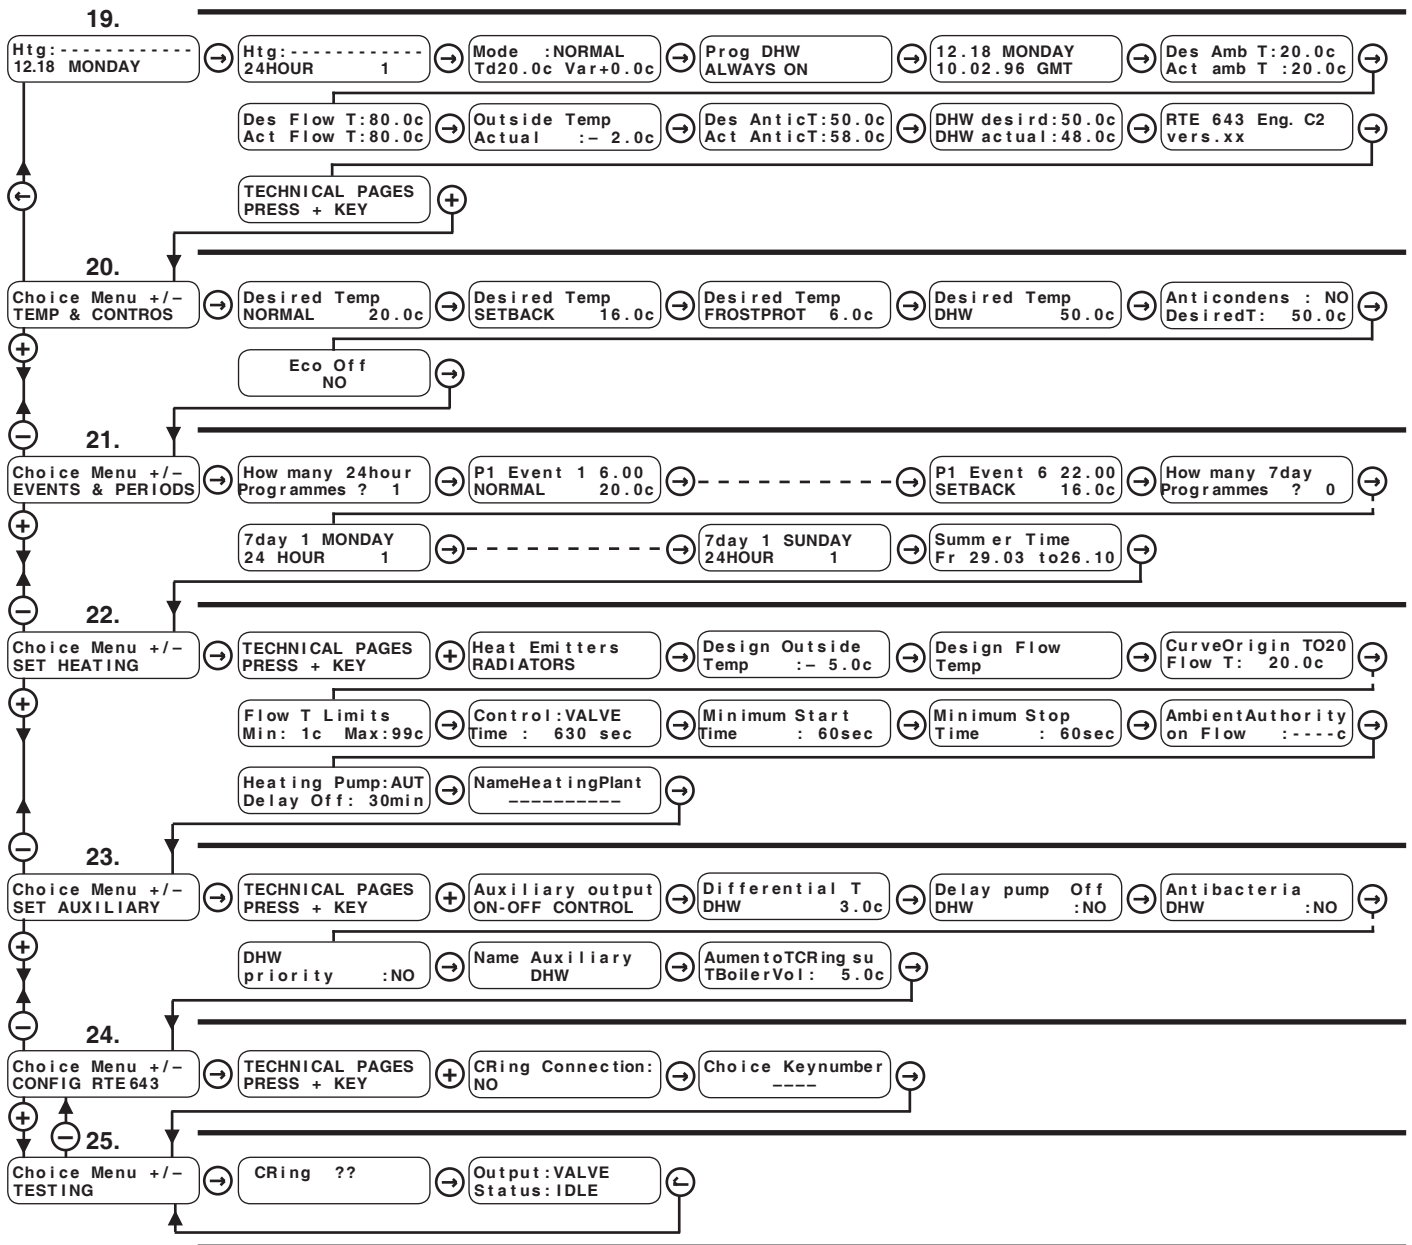 19.
Htg:------------
12.18 MONDAY
Htg:------------
24HOUR 1
Mode :NORMAL
Td20.0c Var+0.0c
Prog DHW
ALWAYS ON
12.18 MONDAY
10.02.96 GMT
Des Amb T:20.0c
Act amb T :20.0c
Des Flow T:80.0c
Act Flow T:80.0c
Outside Temp
Actual :– 2.0c
Des AnticT:50.0c
Act AnticT:58.0c
DHW desird:50.0c
DHW actual:48.0c
RTE 643 Eng. C2
vers.xx
TECHNICAL PAGES
PRESS + KEY
+
20.
Choice Menu +/–
TEMP & CONTROS
Desired Temp
NORMAL 20.0c
Desired Temp
SETBACK 16.0c
Desired Temp
FROSTPROT 6.0c
Desired Temp
DHW 50.0c
Anticondens : NO
DesiredT: 50.0c
+
Eco Off
NO
–
21.
Choice Menu +/–
EVENTS & PERIODS
How many 24hour
Programmes ? 1
P1 Event 1 6.00
NORMAL 20.0c
P1 Event 6 22.00
SETBACK 16.0c
How many 7day
Programmes ? 0
+
7day 1 MONDAY
24 HOUR 1
7day 1 SUNDAY
24HOUR 1
Summer Time
Fr 29.03 to26.10
–
22.
Choice Menu +/–
SET HEATING
TECHNICAL PAGES
PRESS + KEY
+
Heat Emitters
RADIATORS
Design Outside
Temp :– 5.0c
Design Flow
Temp
CurveOrigin TO20
Flow T: 20.0c
+
Flow T Limits
Min: 1c Max:99c
Control:VALVE
Time : 630 sec
Minimum Start
Time : 60sec
Minimum Stop
Time : 60sec
AmbientAuthority
on Flow :----c
Heating Pump:AUT
Delay Off: 30min
NameHeatingPlant
––––––––––
–
23.
Choice Menu +/–
SET AUXILIARY
TECHNICAL PAGES
PRESS + KEY
+
Auxiliary output
ON-OFF CONTROL
Differential T
DHW 3.0c
Delay pump Off
DHW :NO
Antibacteria
DHW :NO
+
DHW
priority :NO
Name Auxiliary
DHW
AumentoTCRing su
TBoilerVol: 5.0c
–
24.
Choice Menu +/–
CONFIG RTE643
TECHNICAL PAGES
PRESS + KEY
+
CRing Connection:
NO
Choice Keynumber
––––
+
–
25.
Choice Menu +/–
TESTING
CRing ??
Output:VALVE
Status:IDLE